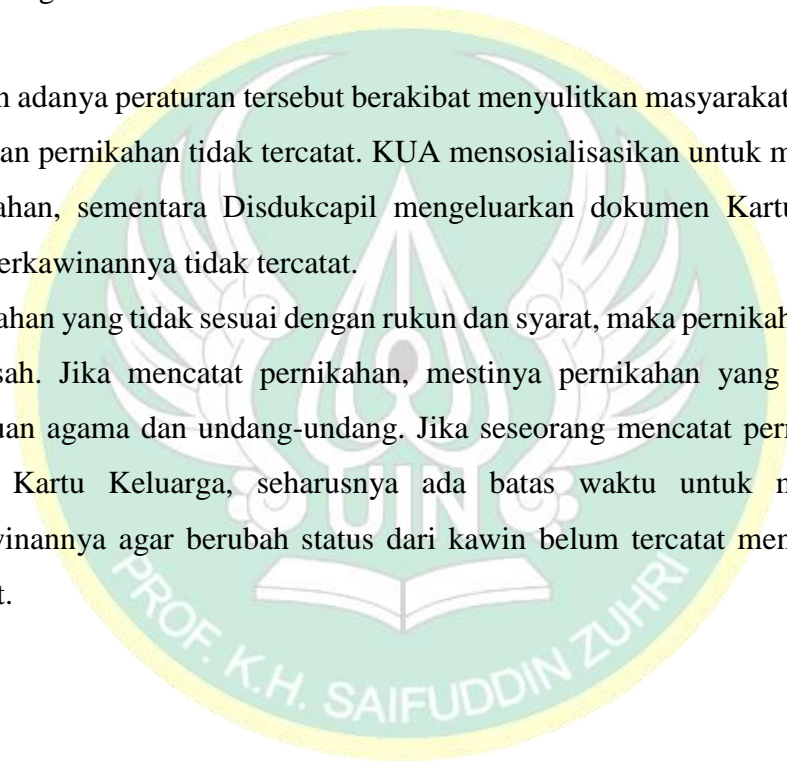 n adanya peraturan tersebut berakibat menyulitkan masyarakat
an pernikahan tidak tercatat. KUA mensosialisasikan untuk m
ahan, sementara Disdukcapil mengeluarkan dokumen Kartu
erkawinannya tidak tercatat.
ahan yang tidak sesuai dengan rukun dan syarat, maka pernikah
sah. Jika mencatat pernikahan, mestinya pernikahan yang
uan agama dan undang-undang. Jika seseorang mencatat per
Kartu Keluarga, seharusnya ada batas waktu untuk m
winannya agar berubah status dari kawin belum tercatat men
t.
UIN
PROF. K.H. SAIFUDDIN ZUHRI